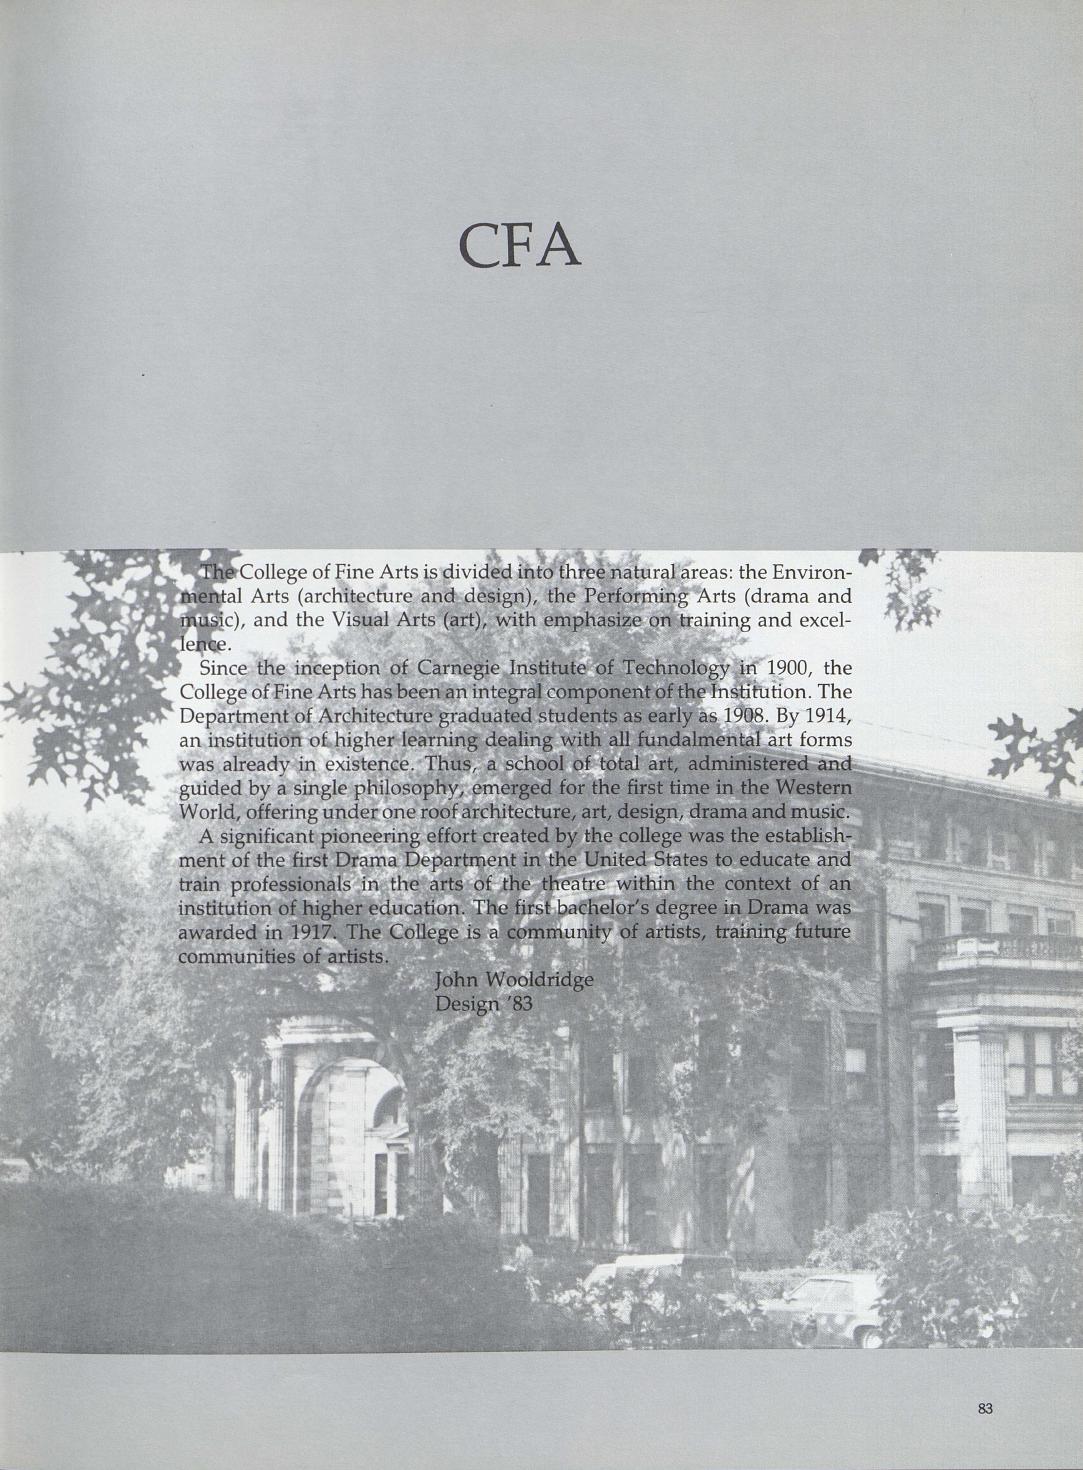 CFA
The College of Fine Arts is divided into three natural areas: the Environ-
mental Arts (architecture and design), the Performing Arts (drama and
music), and the Visual Arts (art), with emphasize on training and excel-
lence.
Since the inception of Carnegie Institute of Technology in 1900, the
College of Fine Arts has been an integral component of the Institution. The
Department of Architecture graduated students as early as 1908. By 1914,
an institution of higher learning dealing with all fundalmental art forms
was already in existence. Thus, a school of total art, administered and
guided by a single philosophy, emerged for the first time in the Western
World, offering under one roof architecture, art, design, drama and music.
A significant pioneering effort created by the college was the establish-
ment of the first Drama Department in the United States to educate and
train professionals in the arts of the theatre within the context of an
institution of higher education. The first bachelor's degree in Drama was
awarded in 1917. The College is a community of artists, training future
communities of artists.
John Wooldridge
Design '83
83